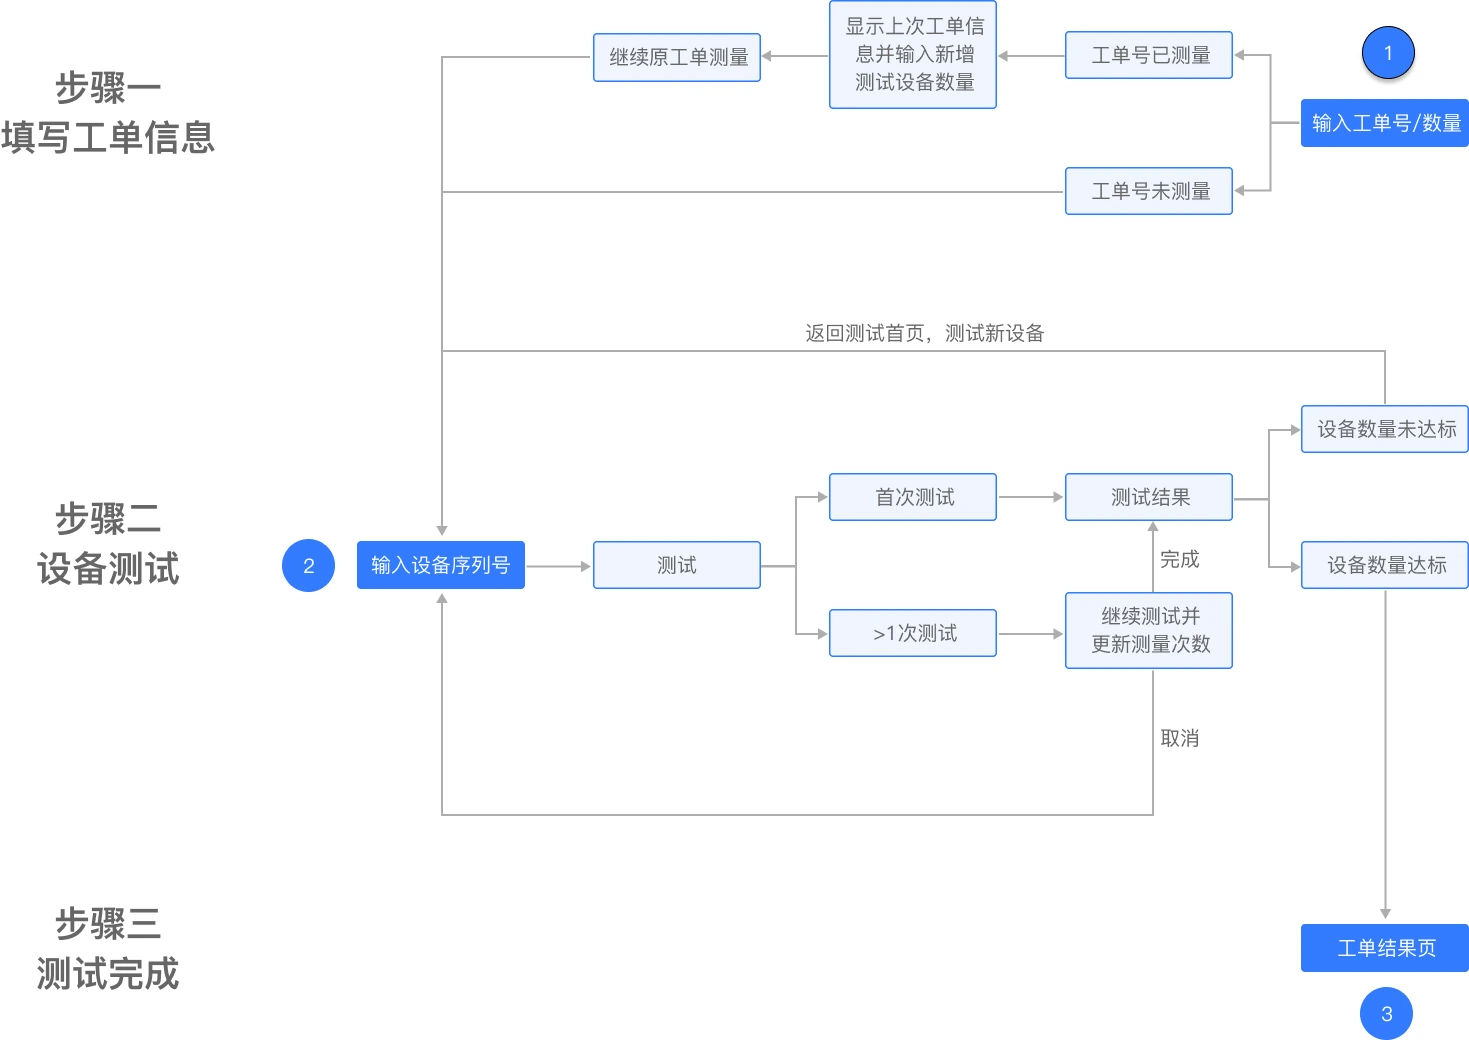 步骤一
填写工单信息
1
输入工单号/数量
工单号已测量
显示上次工单信
息并输入新增
测试设备数量
继续原工单测量
工单号未测量
返回测试首页，测试新设备
步骤二
设备测试
2
输入设备序列号
测试
首次测试
>1次测试
测试结果
完成
继续测试并
更新测量次数
取消
设备数量未达标
设备数量达标
步骤三
测试完成
工单结果页
3